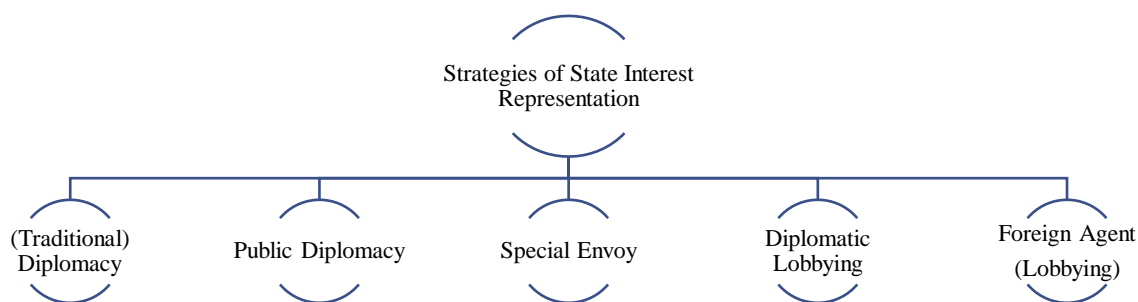 Strategies of State Interest
Representation
(Traditional)
Diplomacy
Public Diplomacy
Special Envoy
Diplomatic
Lobbying
Foreign Agent
(Lobbying)